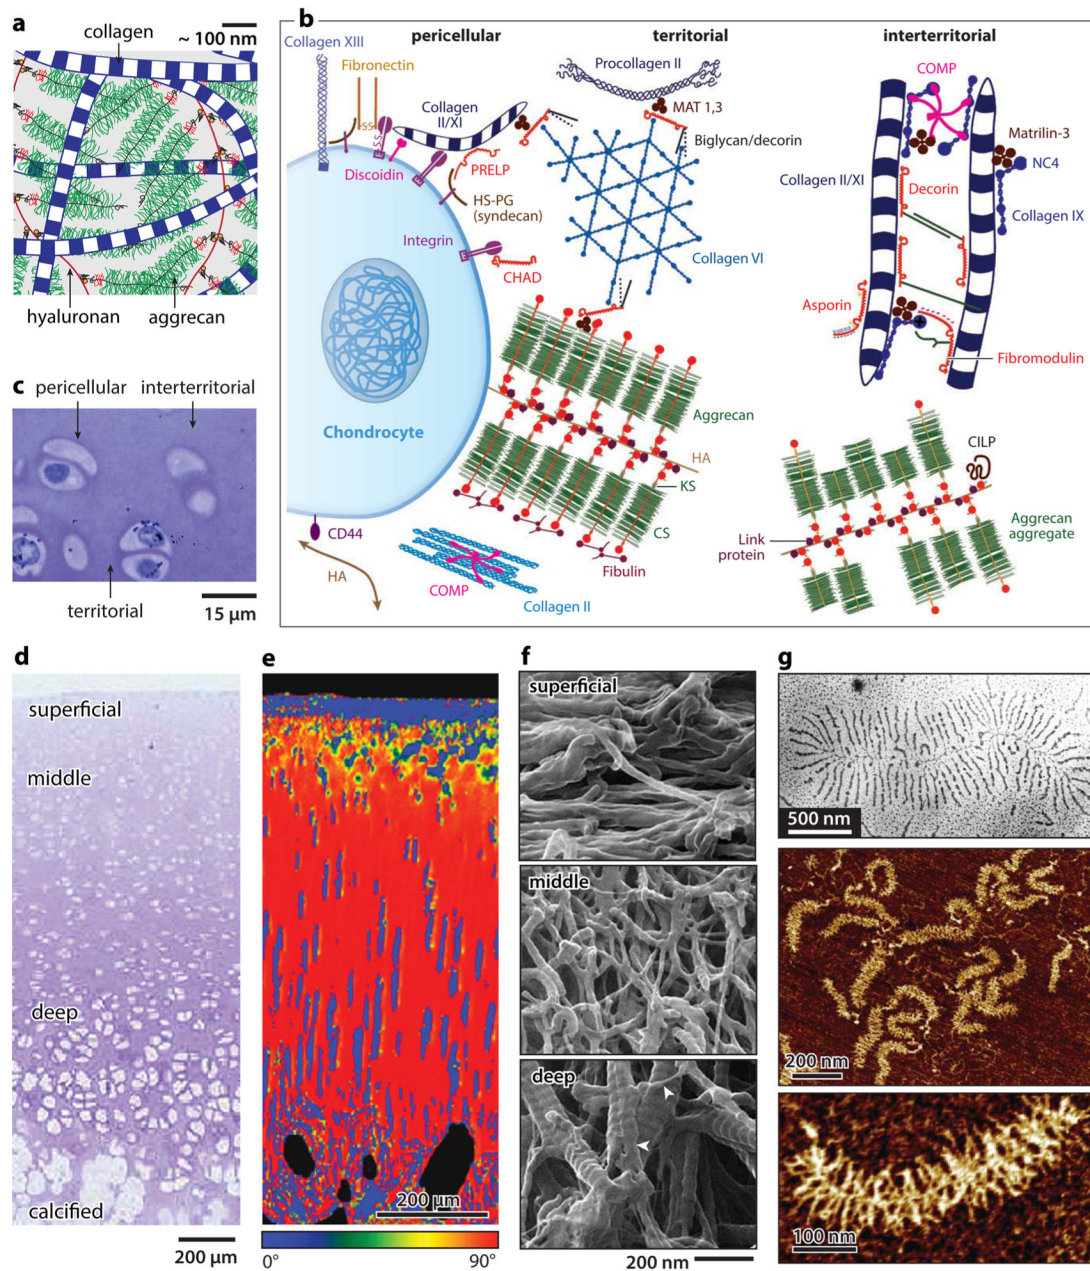 a
~ 100 nm
collagen
hyaluronan
aggrecan
b
pericellular
territorial
interterritorial
Collagen XIII
Fibronectin
Collagen
II/XI
S-S
S-S
Discoidin
PRELP
HS-PG
(syndecan)
Integrin
CHAD
Chondrocyte
CD44
HA
Procollagen II
MAT 1,3
Biglycan/decorin
Collagen VI
Aggrecan
HA
KS
CS
Fibulin
COMP
Collagen II
COMP
Matrilin-3
NC4
Collagen II/XI
Decorin
Collagen IX
Asporin
+
Fibromodulin
CILP
Link
protein
Aggrecan
aggregate
c
pericellular
interterritorial
territorial
15 µm
d
superficial
middle
deep
calcified
200 µm
e
200 µm
0°
90°
f
superficial
middle
deep
200 nm
g
500 nm
200 nm
100 nm